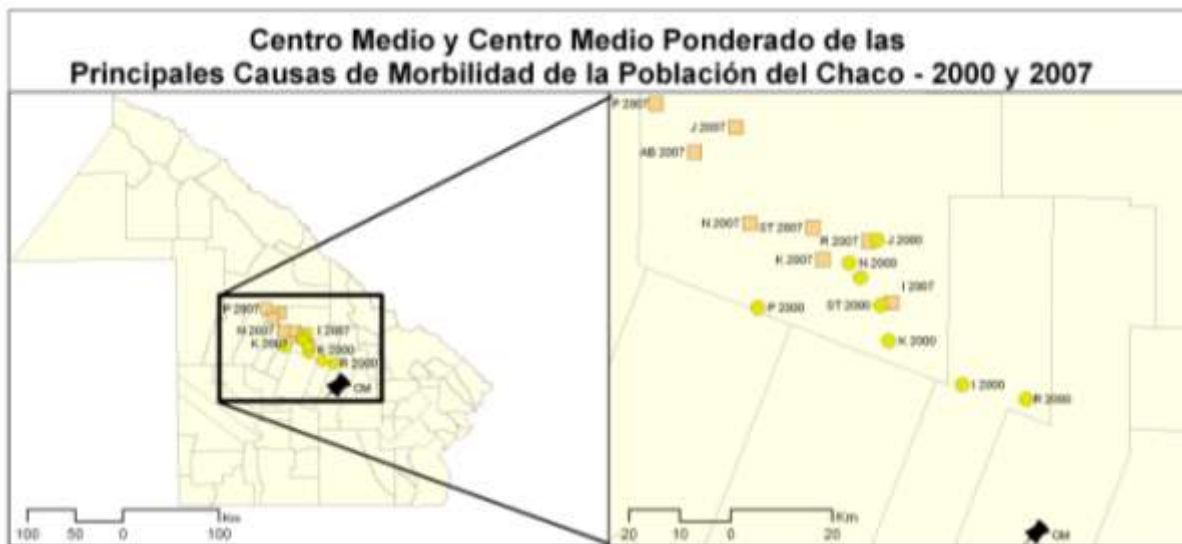 Centro Medio y Centro Medio Ponderado de las
Principales Causas de Morbilidad de la Población del Chaco - 2000 y 2007
P 2007
N 2007
I 2007
K 2007
K 2000
R 2000
CM
100 50 0 100
Km
P 2007
J 2007
AB 2007
N 2007
ST 2007
R 2007
J 2000
K 2007
N 2000
I 2007
P 2000
ST 2000
K 2000
I 2000
R 2000
CM
20 10 0 20
Km